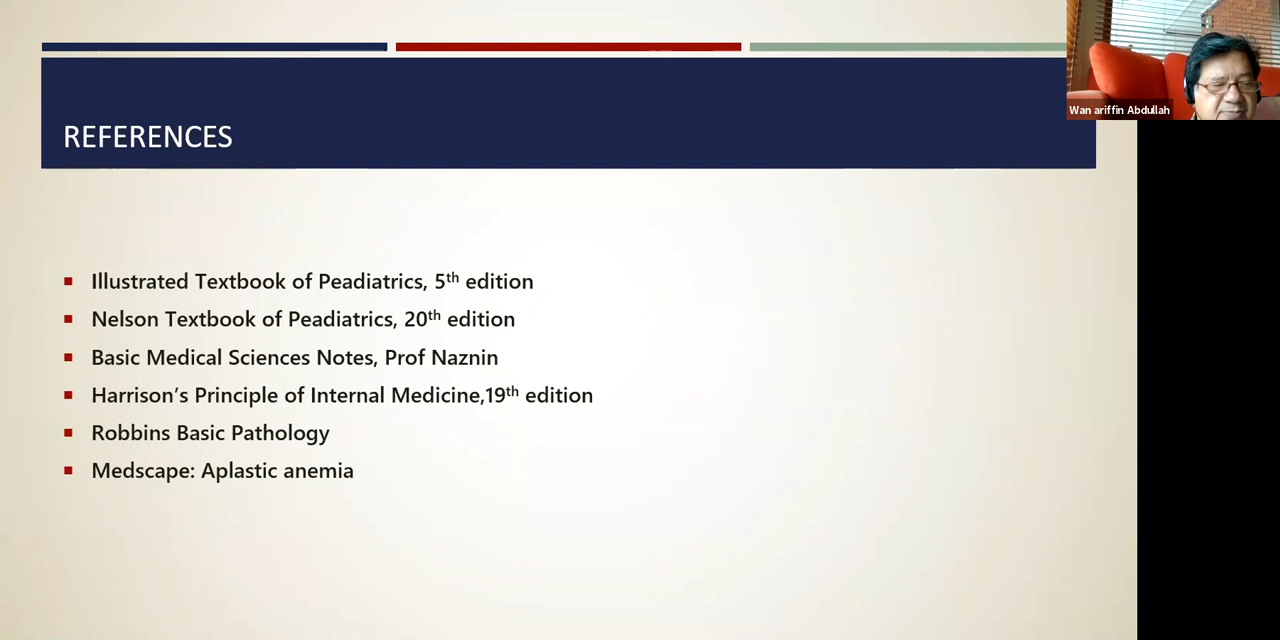 REFERENCES
Wan ariffin Abdullah
Illustrated Textbook of Peadiatrics, 5th edition
Nelson Textbook of Peadiatrics, 20th edition
Basic Medical Sciences Notes, Prof Naznin
Harrison's Principle of Internal Medicine,19th edition
Robbins Basic Pathology
Medscape: Aplastic anemia